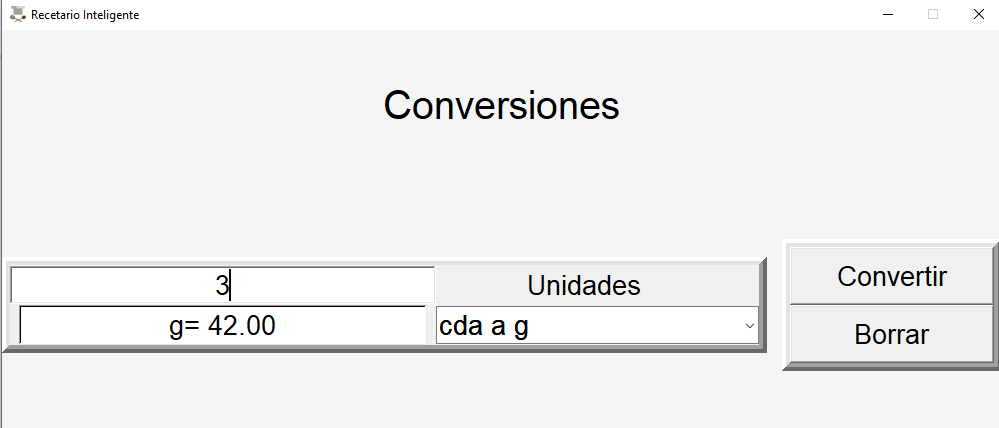 Recetario Inteligente
Conversiones
3
Unidades
g= 42.00
cda a g
Convertir
Borrar